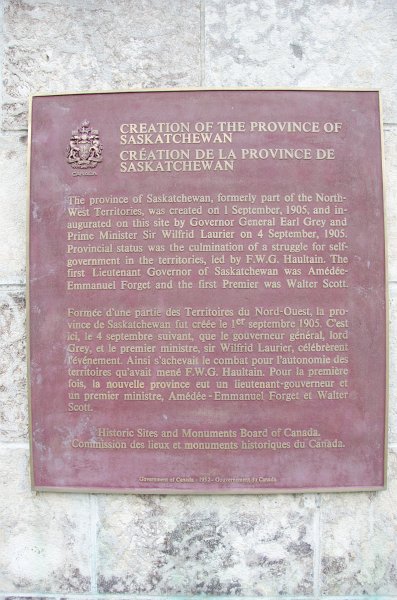 CANADA
CREATION OF THE PROVINCE OF
SASKATCHEWAN
CRÉATION DE LA PROVINCE DE
SASKATCHEWAN
The province of Saskatchewan, formerly part of the North-
West Territories, was created on 1 September, 1905, and in-
augurated on this site by Governor General Earl Grey and
Prime Minister Sir Wilfrid Laurier on 4 September, 1905.
Provincial status was the culmination of a struggle for self-
government in the territories, led by F.W.G. Haultain. The
first Lieutenant Governor of Saskatchewan was Amédée-
Emmanuel Forget and the first Premier was Walter Scott.
Formée d'une partie des Territoires du Nord-Ouest, la pro-
vince de Saskatchewan fut créée le 1er septembre 1905. C'est
ici, le 4 septembre suivant, que le gouverneur général, lord
Grey, et le premier ministre, sir Wilfrid Laurier, célébrèrent
l'événement. Ainsi s'achevait le combat pour l'autonomie des
territoires qu'avait mené F.W.G. Haultain. Pour la première
fois, la nouvelle province eut un lieutenant-gouverneur et
un premier ministre, Amédée-Emmanuel Forget et Walter
Scott.
Historic Sites and Monuments Board of Canada.
Commission des lieux et monuments historiques du Canada.
Government of Canada - 1952 - Gouvernement du Canada